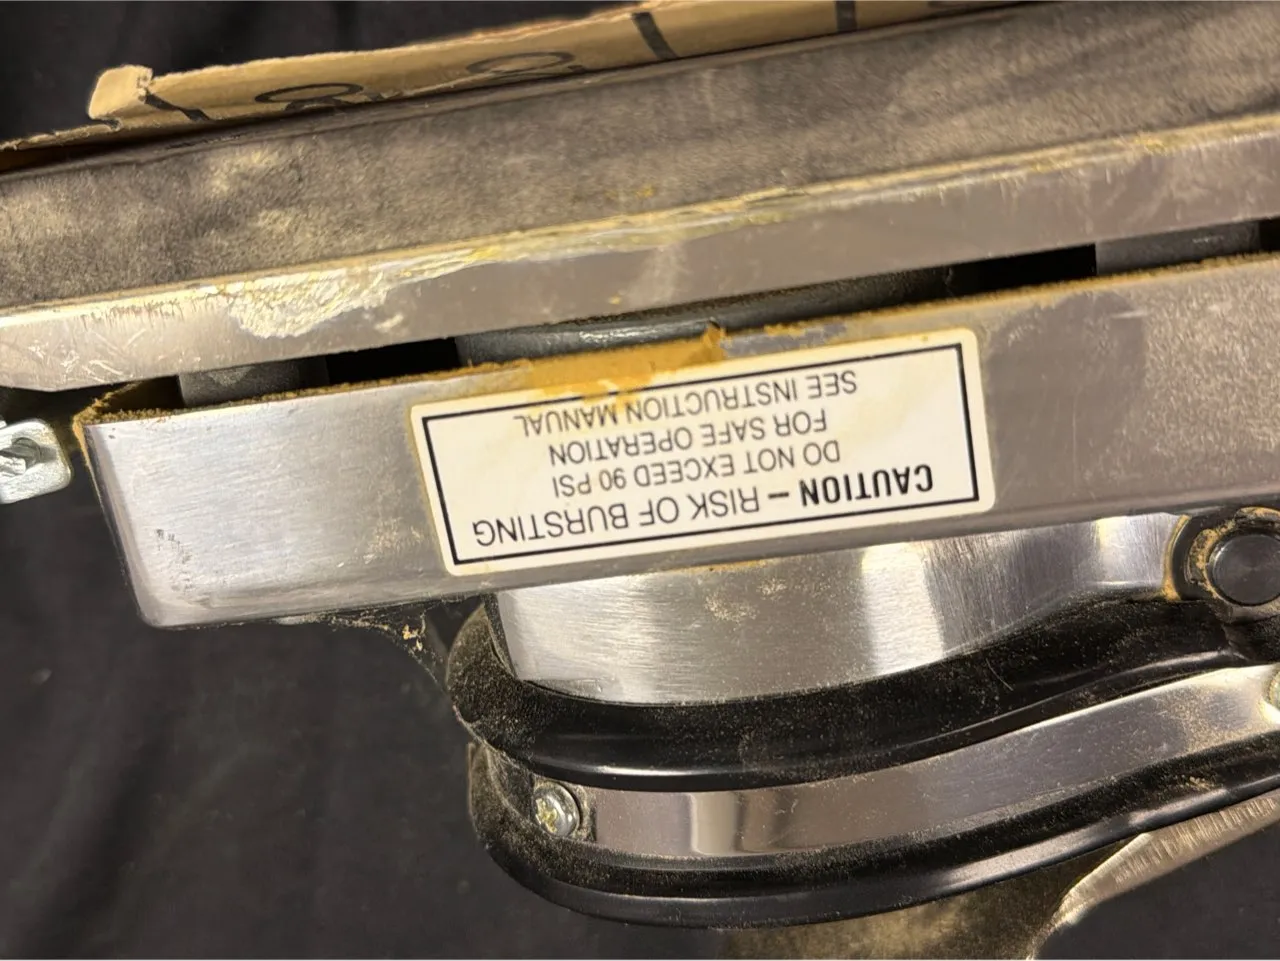 CAUTION – RISK OF BURSTING
DO NOT EXCEED 90 PSI
FOR SAFE OPERATION
SEE INSTRUCTION MANUAL